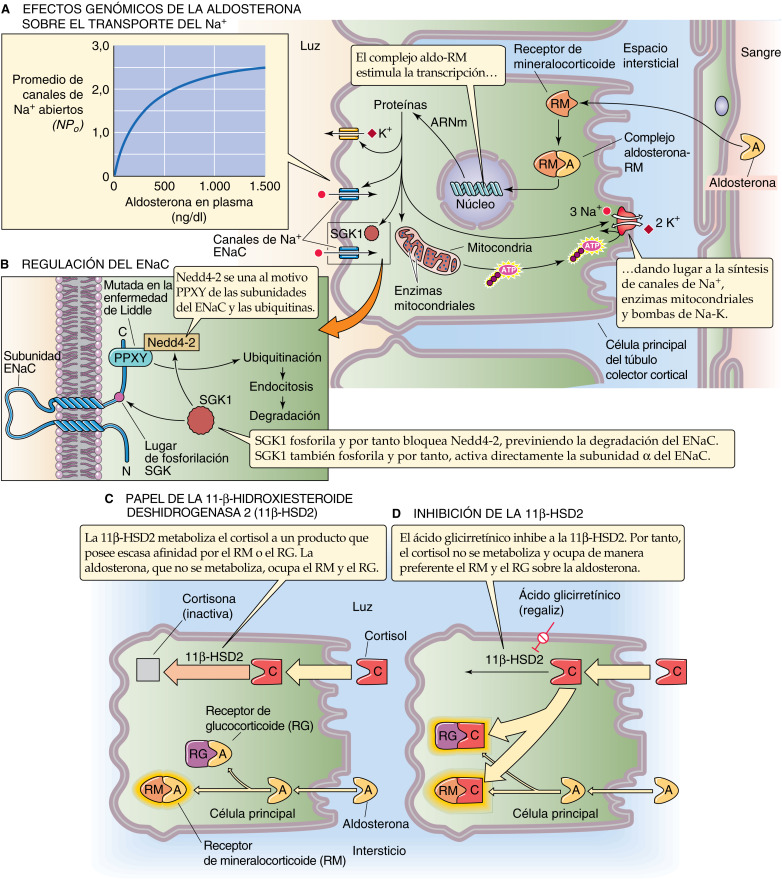 A EFECTOS GENÓMICOS DE LA ALDOSTERONA
SOBRE EL TRANSPORTE DEL Na+
Promedio de
canales de
Na+ abiertos
(NPo)
3,0
2,0
1,0
0
0
500
1.000
1.500
Aldosterona en plasma
(ng/dl)
Luz
El complejo aldo-RM
estimula la transcripción…
Receptor de
mineralocorticoide
Espacio
intersticial
Sangre
Proteínas
ARNm
K+
RM
RM A
Complejo
aldosterona-
RM
A
Aldosterona
Núcleo
3 Na+
2 K+
Canales de Na+
ENaC
SGK1
Mitocondria
ATP
ATP
Enzimas
mitocondriales
…dando lugar a la síntesis
de canales de Na+,
enzimas mitocondriales
y bombas de Na-K.
Célula principal
del túbulo
colector cortical
B REGULACIÓN DEL ENaC
Mutada en la
enfermedad
de Liddle
Nedd4-2 se una al motivo
PPXY de las subunidades
del ENaC y las ubiquitinas.
C
Nedd4-2
PPXY
Subunidad
ENaC
Ubiquitinación
Endocitosis
Degradación
SGK1
Lugar
de fosforilación
SGK
N
SGK1 fosforila y por tanto bloquea Nedd4-2, previniendo la degradación del ENaC.
SGK1 también fosforila y por tanto, activa directamente la subunidad α del ENaC.
C PAPEL DE LA 11-β-HIDROXIESTEROIDE
DESHIDROGENASA 2 (11β-HSD2)
La 11β-HSD2 metaboliza el cortisol a un producto que
posee escasa afinidad por el RM o el RG. La
aldosterona, que no se metaboliza, ocupa el RM y el RG.
Cortisona
(inactiva)
Luz
11β-HSD2
Cortisol
C
C
Receptor de
glucocorticoide (RG)
RG A
RM A
A
A
Célula principal
Aldosterona
Receptor
de mineralocorticoide (RM)
Intersticio
D INHIBICIÓN DE LA 11β-HSD2
El ácido glicirretínico inhibe a la 11β-HSD2. Por tanto,
el cortisol no se metaboliza y ocupa de manera
preferente el RM y el RG sobre la aldosterona.
Ácido glicirretínico
(regaliz)
11β-HSD2
C
C
RG C
RM C
A
A
Célula principal